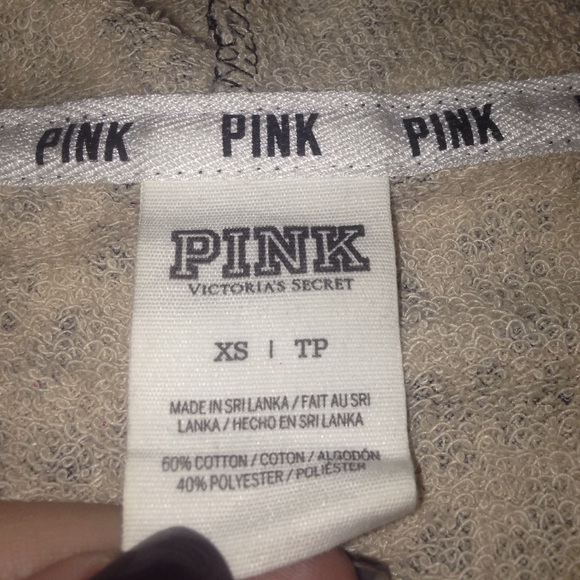 PINK PINK PINK
PINK
VICTORIA'S SECRET
XS | TP
MADE IN SRI LANKA / FAIT AU SRI
LANKA / HECHO EN SRI LANKA
60% COTTON / COTON / ALGODÓN
40% POLYESTER / POLIÉSTER